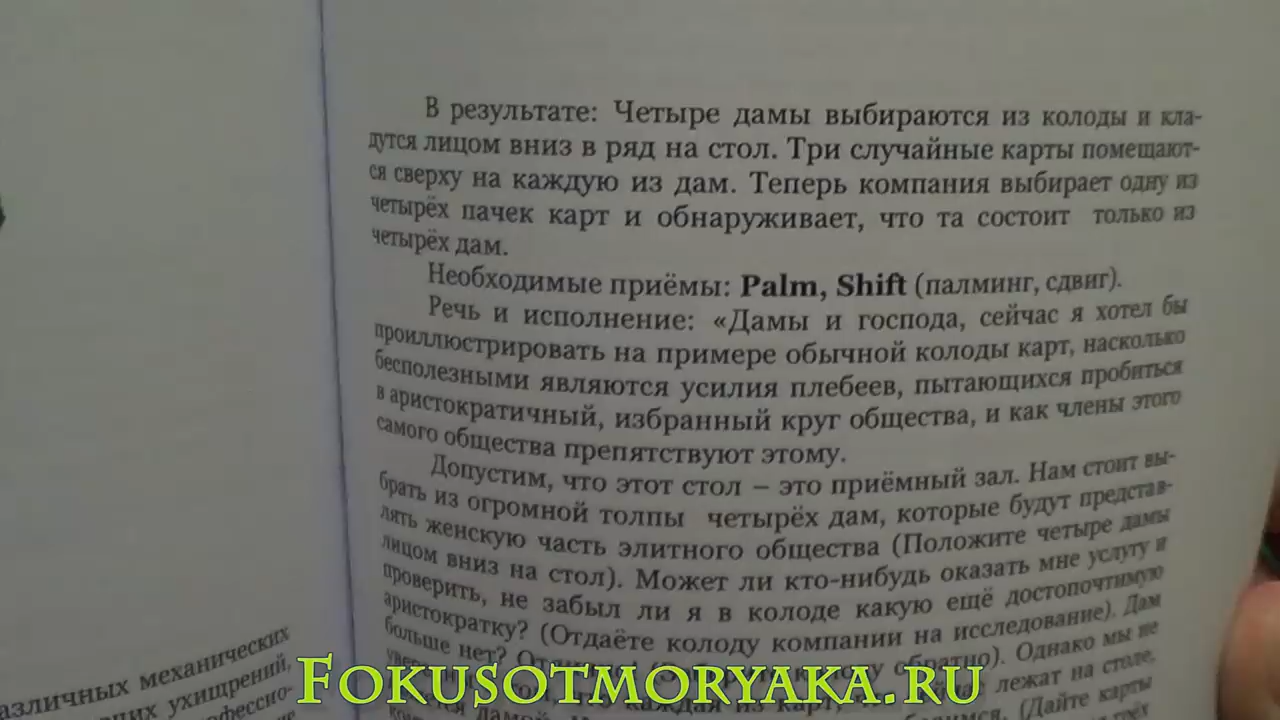 В результате: Четыре дамы выбираются из колоды и кла-
дутся лицом вниз в ряд на стол. Три случайные карты помещают-
ся сверху на каждую из дам. Теперь компания выбирает одну из
четырёх пачек карт и обнаруживает, что та состоит только из
четырёх дам.
Необходимые приёмы: Palm, Shift (палминг, сдвиг).
Речь и исполнение: «Дамы и господа, сейчас я хотел бы
проиллюстрировать на примере обычной колоды карт, насколько
бесполезными являются усилия плебеев, пытающихся пробиться
в аристократичный, избранный круг общества, и как члены этого
самого общества препятствуют этому.
Допустим, что этот стол – это приёмный зал. Нам стоит вы-
брать из огромной толпы четырёх дам, которые будут представ-
лять женскую часть элитного общества (Положите четыре дамы
лицом вниз на стол). Может ли кто-нибудь оказать мне услугу и
проверить, не забыл ли я в колоде какую ещё достопочтимую
аристократку? (Отдаёте колоду компании на исследование). Дам
больше нет? обратно). Однако мы не
лежат на столе,
(Дайте карты
азличных механических
ухищрений,
Fokusotmoryaka.ru